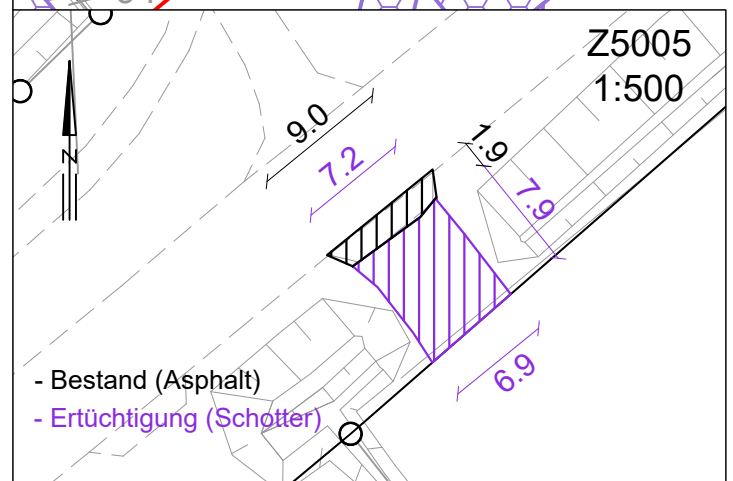 Z5005
1:500
9.0
7.2
1.9
7.9
N
6.9
- Bestand (Asphalt)
- Ertüchtigung (Schotter)